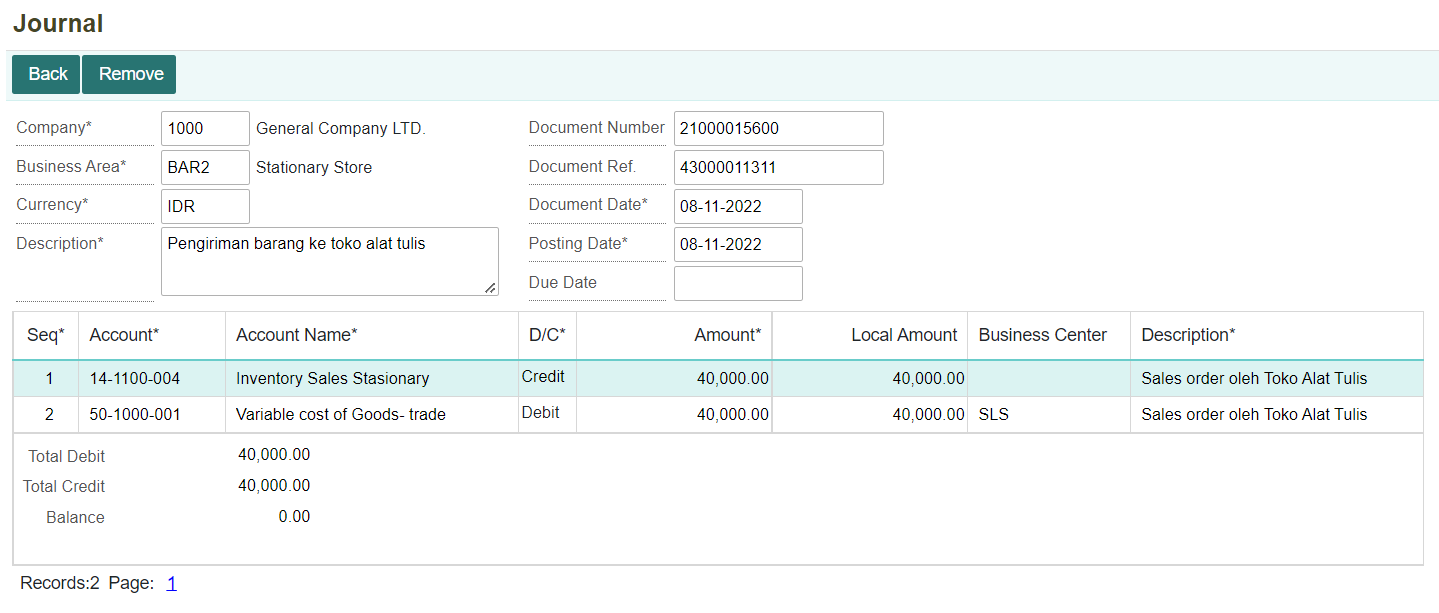 Journal
Back Remove
Company* 1000 General Company LTD. Document Number 21000015600
Business Area* BAR2 Stationary Store Document Ref. 43000011311
Currency* IDR Document Date* 08-11-2022
Description* Pengiriman barang ke toko alat tulis Posting Date* 08-11-2022
Due Date
Seq* Account* Account Name* D/C* Amount* Local Amount Business Center Description*
1 14-1100-004 Inventory Sales Stasionary Credit 40,000.00 40,000.00 Sales order oleh Toko Alat Tulis
2 50-1000-001 Variable cost of Goods- trade Debit 40,000.00 40,000.00 SLS Sales order oleh Toko Alat Tulis
Total Debit 40,000.00
Total Credit 40,000.00
Balance 0.00
Records:2 Page: 1